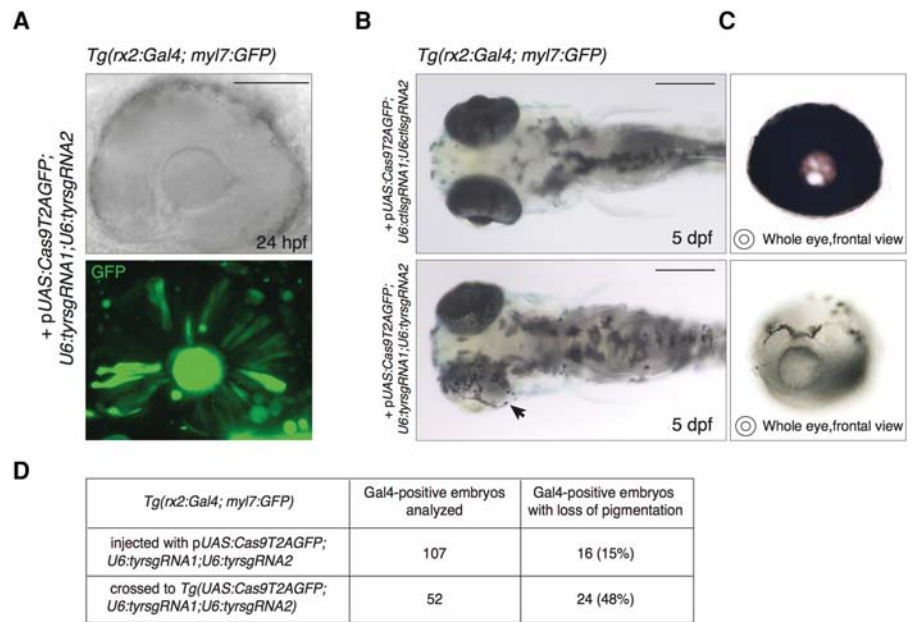 A
B
C
Tg(rx2:Gal4; myl7:GFP)
Tg(rx2:Gal4; myl7:GFP)
+ pUAS:Cas9T2AGFP;
U6:tyrsgRNA1;U6:tyrsgRNA2
24 hpf
GFP
+ pUAS:Cas9T2AGFP;
U6:ctlsgRNA1;U6ctlsgRNA2
5 dpf
Whole eye,frontal view
+ pUAS:Cas9T2AGFP;
U6:tyrsgRNA1;U6:tyrsgRNA2
5 dpf
Whole eye,frontal view
D
Tg(rx2:Gal4; myl7:GFP)
Gal4-positive embryos
analyzed
Gal4-positive embryos
with loss of pigmentation
injected with pUAS:Cas9T2AGFP;
U6:tyrsgRNA1;U6:tyrsgRNA2
107
16 (15%)
crossed to Tg(UAS:Cas9T2AGFP;
U6:tyrsgRNA1;U6:tyrsgRNA2)
52
24 (48%)